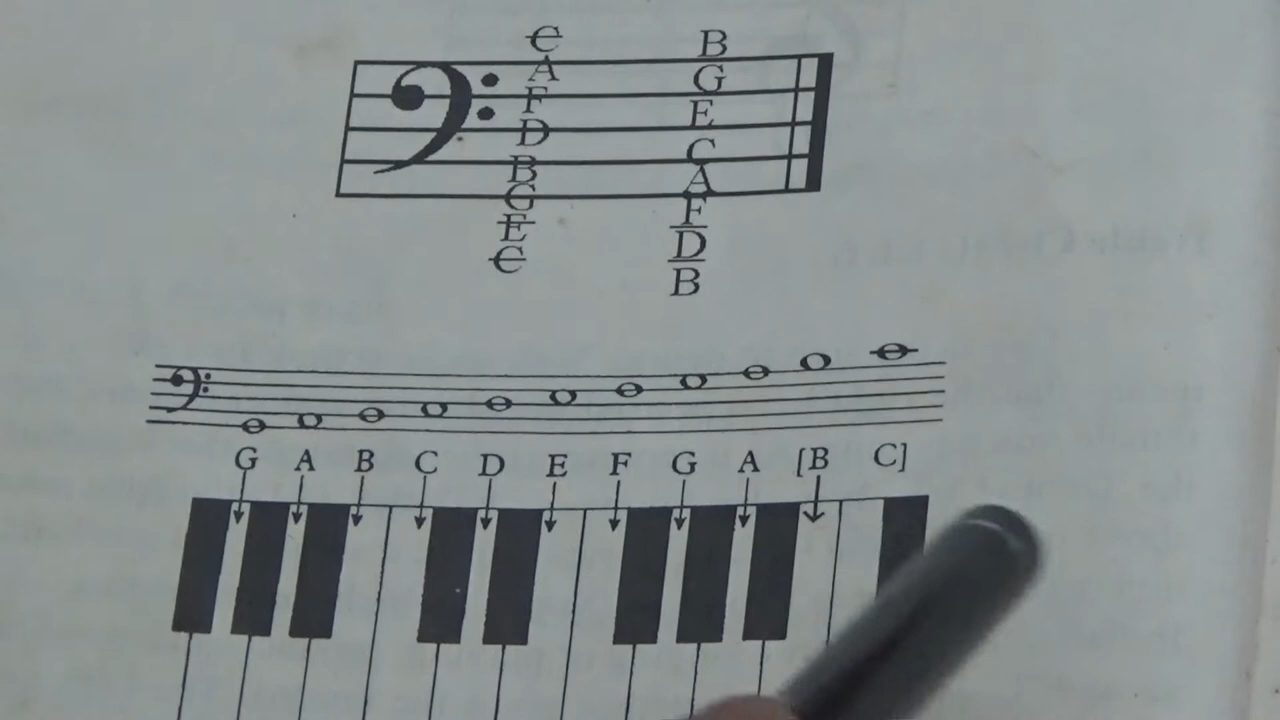 C B
A G
F E
D C
B A
G F
E D
C B
G A B C D E F G A [B C]